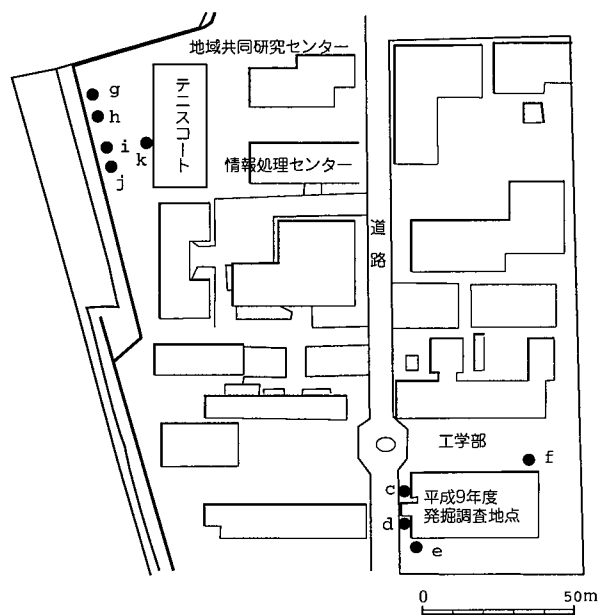 地域共同研究センター
g
h
i
j
k
テニスコート
情報処理センター
道路
工学部
f
c
平成9年度
発掘調査地点
d
e
0 50m